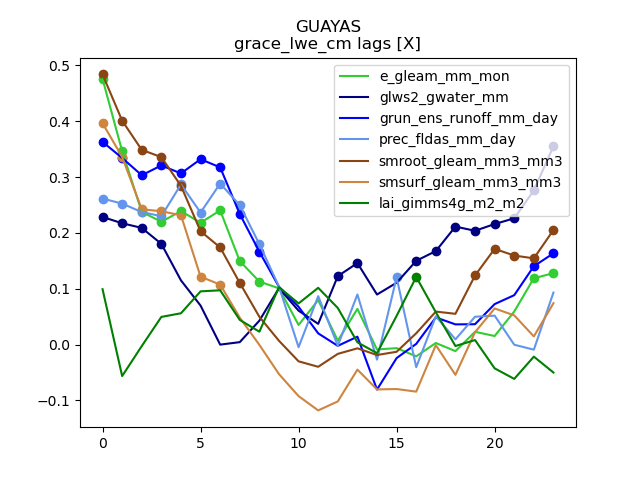 GUAYAS
grace_lwe_cm lags [X]
e_gleam_mm_mon
glws2_gwater_mm
grun_ens_runoff_mm_day
prec_fldas_mm_day
smroot_gleam_mm3_mm3
smsurf_gleam_mm3_mm3
lai_gimms4g_m2_m2
0.5
0.4
0.3
0.2
0.1
0.0
−0.1
0
5
10
15
20